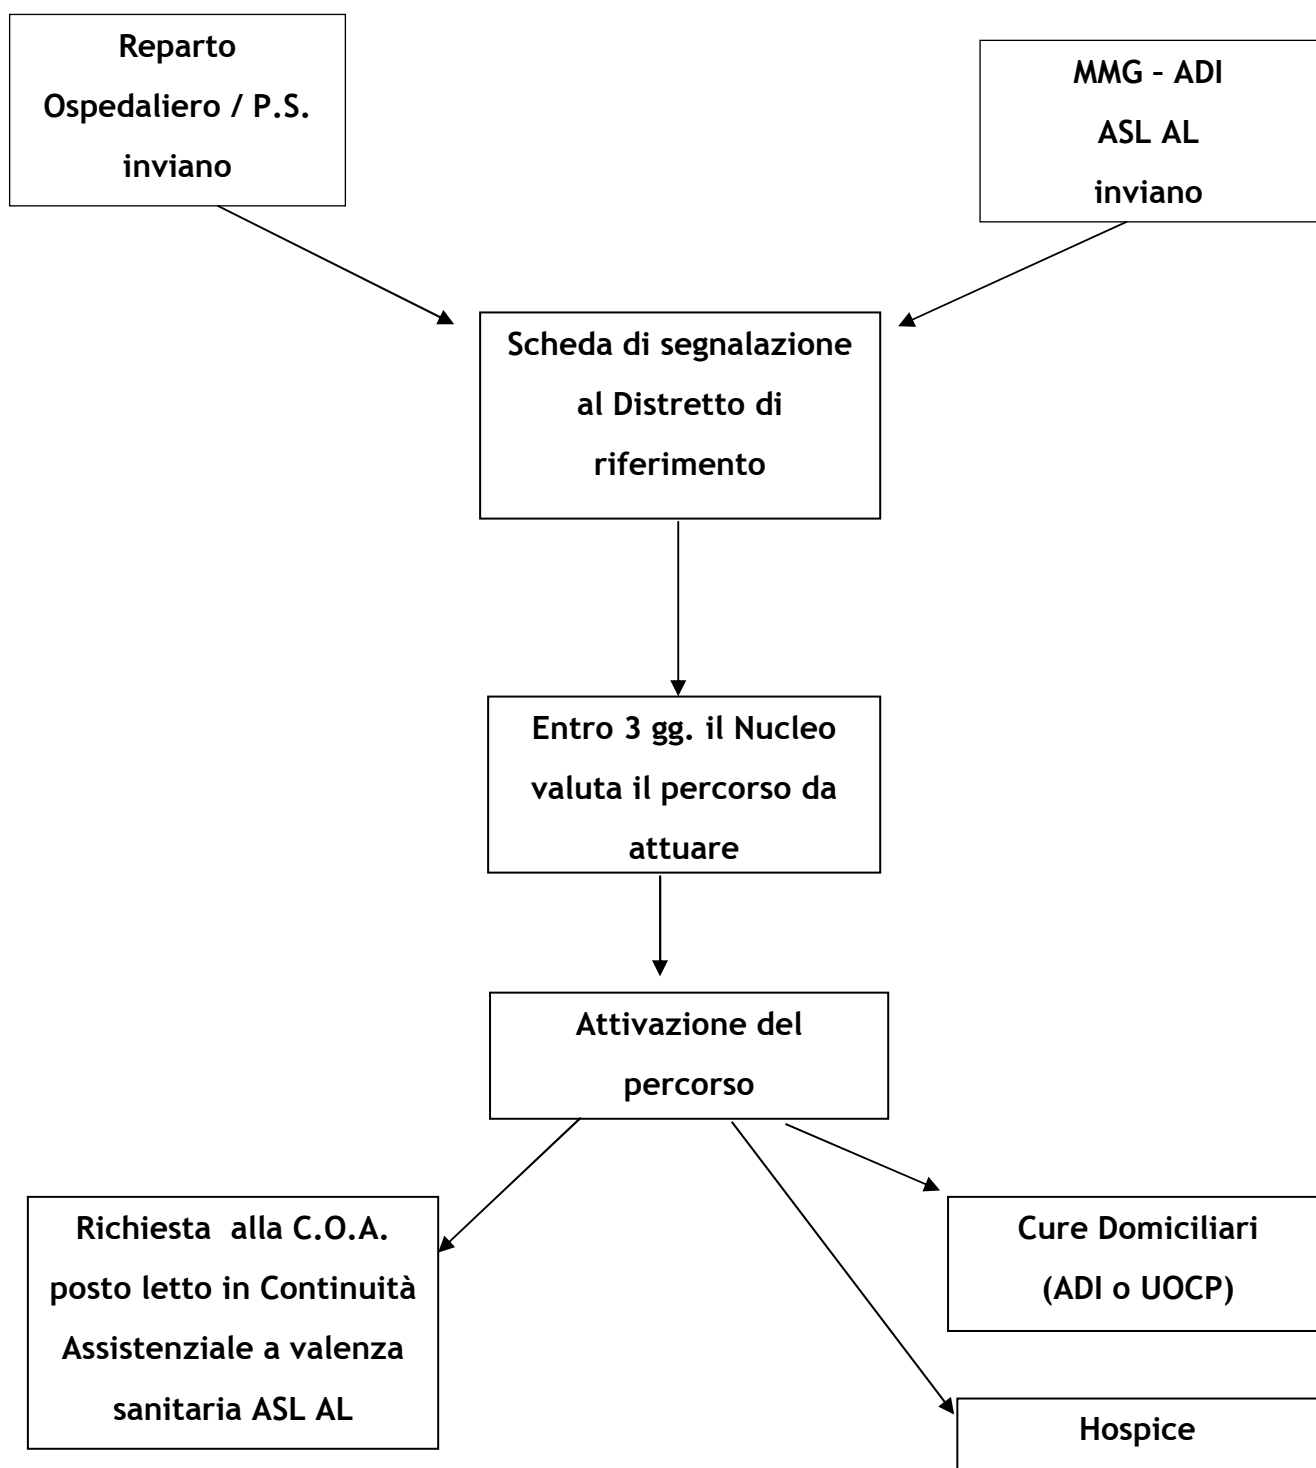 Reparto
Ospedaliero / P.S.
inviano
MMG – ADI
ASL AL
inviano
Scheda di segnalazione
al Distretto di
riferimento
Entro 3 gg. il Nucleo
valuta il percorso da
attuare
Attivazione del
percorso
Richiesta alla C.O.A.
posto letto in Continuità
Assistenziale a valenza
sanitaria ASL AL
Cure Domiciliari
(ADI o UOCP)
Hospice